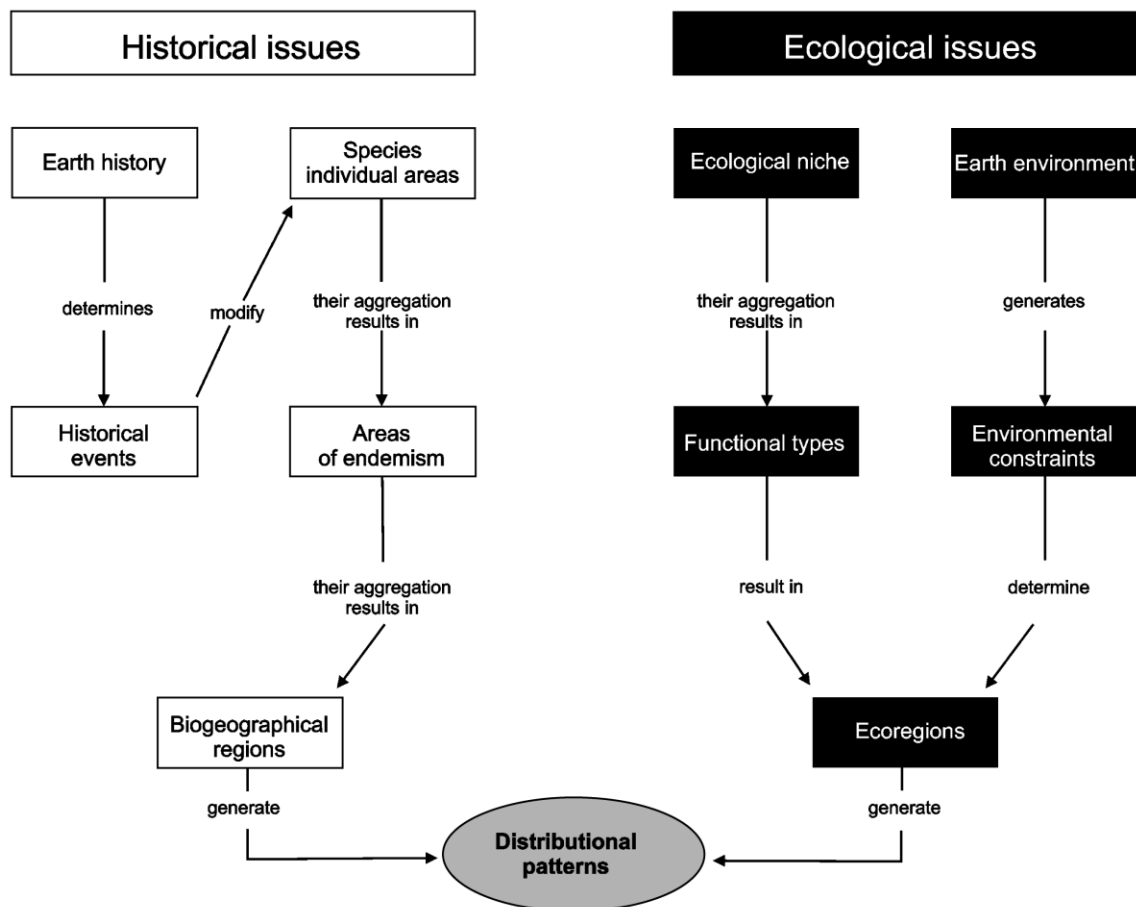 Historical issues
Ecological issues
Earth history
Species
individual areas
Ecological niche
Earth environment
determines
modify
their aggregation
results in
their aggregation
results in
generates
Historical
events
Areas
of endemism
Functional types
Environmental
constraints
their aggregation
results in
result in
determine
Biogeographical
regions
Ecoregions
generate
generate
Distributional
patterns